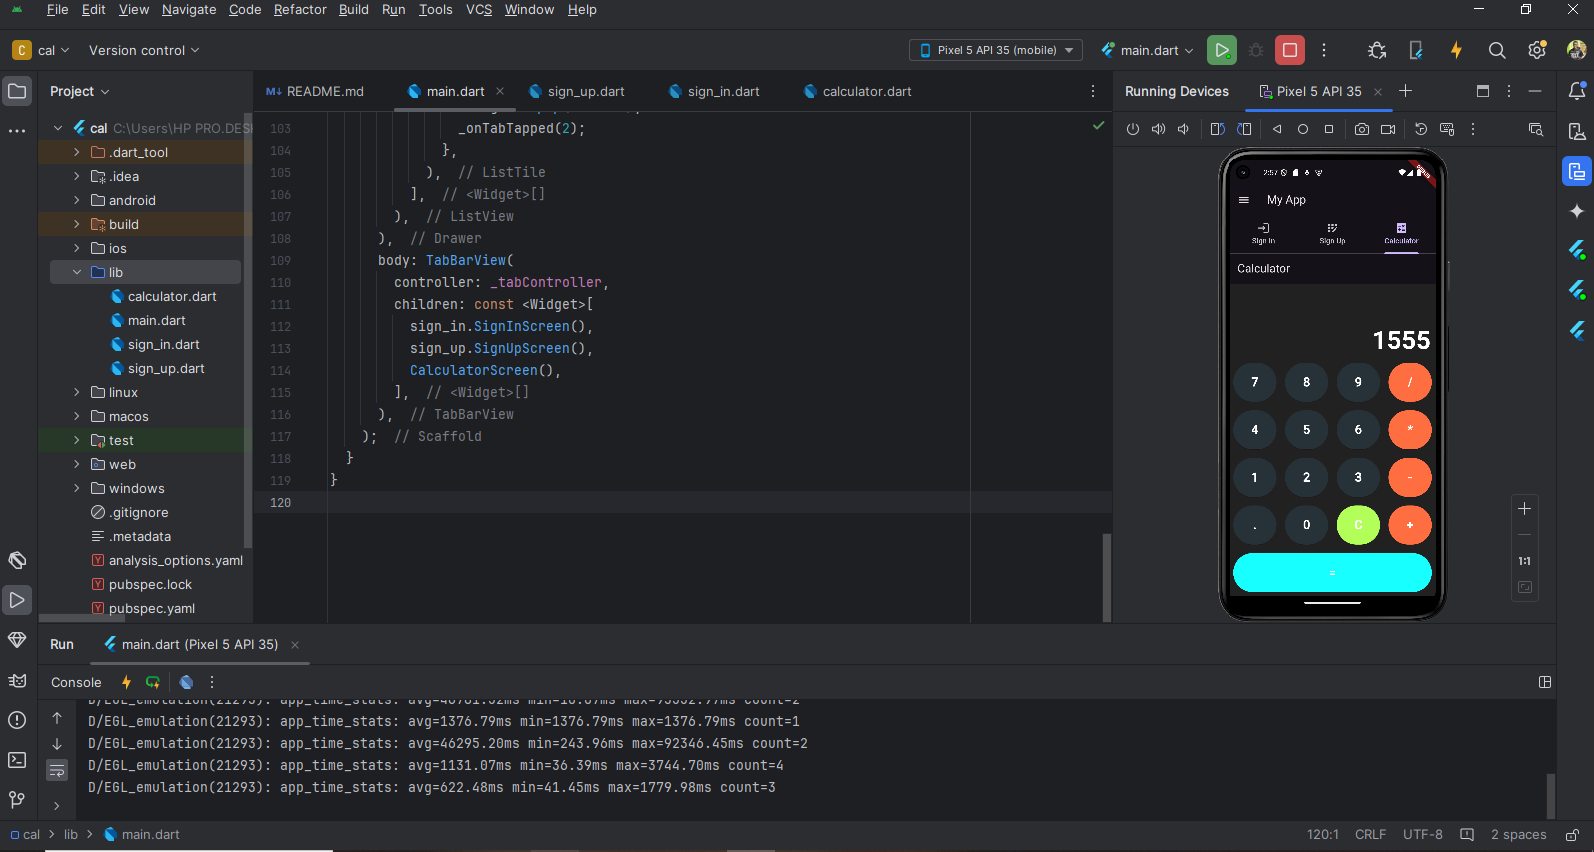 File Edit View Navigate Code Refactor Build Run Tools VCS Window Help
C cal Version control Pixel 5 API 35 (mobile) main.dart
Project README.md main.dart sign_up.dart sign_in.dart calculator.dart Running Devices Pixel 5 API 35
cal C:\Users\HP PRO.DES
.dart_tool
.idea
android
build
ios
lib
calculator.dart
main.dart
sign_in.dart
sign_up.dart
linux
macos
test
web
windows
.gitignore
.metadata
analysis_options.yaml
pubspec.lock
pubspec.yaml
103 _onTabTapped(2);
104 },
105 ), // ListTile
106 ], // <Widget>[]
107 ), // ListView
108 ), // Drawer
109 body: TabBarView(
110 controller: _tabController,
111 children: const <Widget>[
112 sign_in.SignInScreen(),
113 sign_up.SignUpScreen(),
114 CalculatorScreen(),
115 ], // <Widget>[]
116 ), // TabBarView
117 ); // Scaffold
118 }
119 }
120
2:57
My App
Sign In Sign Up Calculator
Calculator
1555
7 8 9 /
4 5 6 *
1 2 3 -
. 0 C +
=
1:1
Run main.dart (Pixel 5 API 35)
Console
D/EGL_emulation(21293): app_time_stats: avg=1376.79ms min=1376.79ms max=1376.79ms count=1
D/EGL_emulation(21293): app_time_stats: avg=46295.20ms min=243.96ms max=92346.45ms count=2
D/EGL_emulation(21293): app_time_stats: avg=1131.07ms min=36.39ms max=3744.70ms count=4
D/EGL_emulation(21293): app_time_stats: avg=622.48ms min=41.45ms max=1779.98ms count=3
cal > lib > main.dart 120:1 CRLF UTF-8 2 spaces